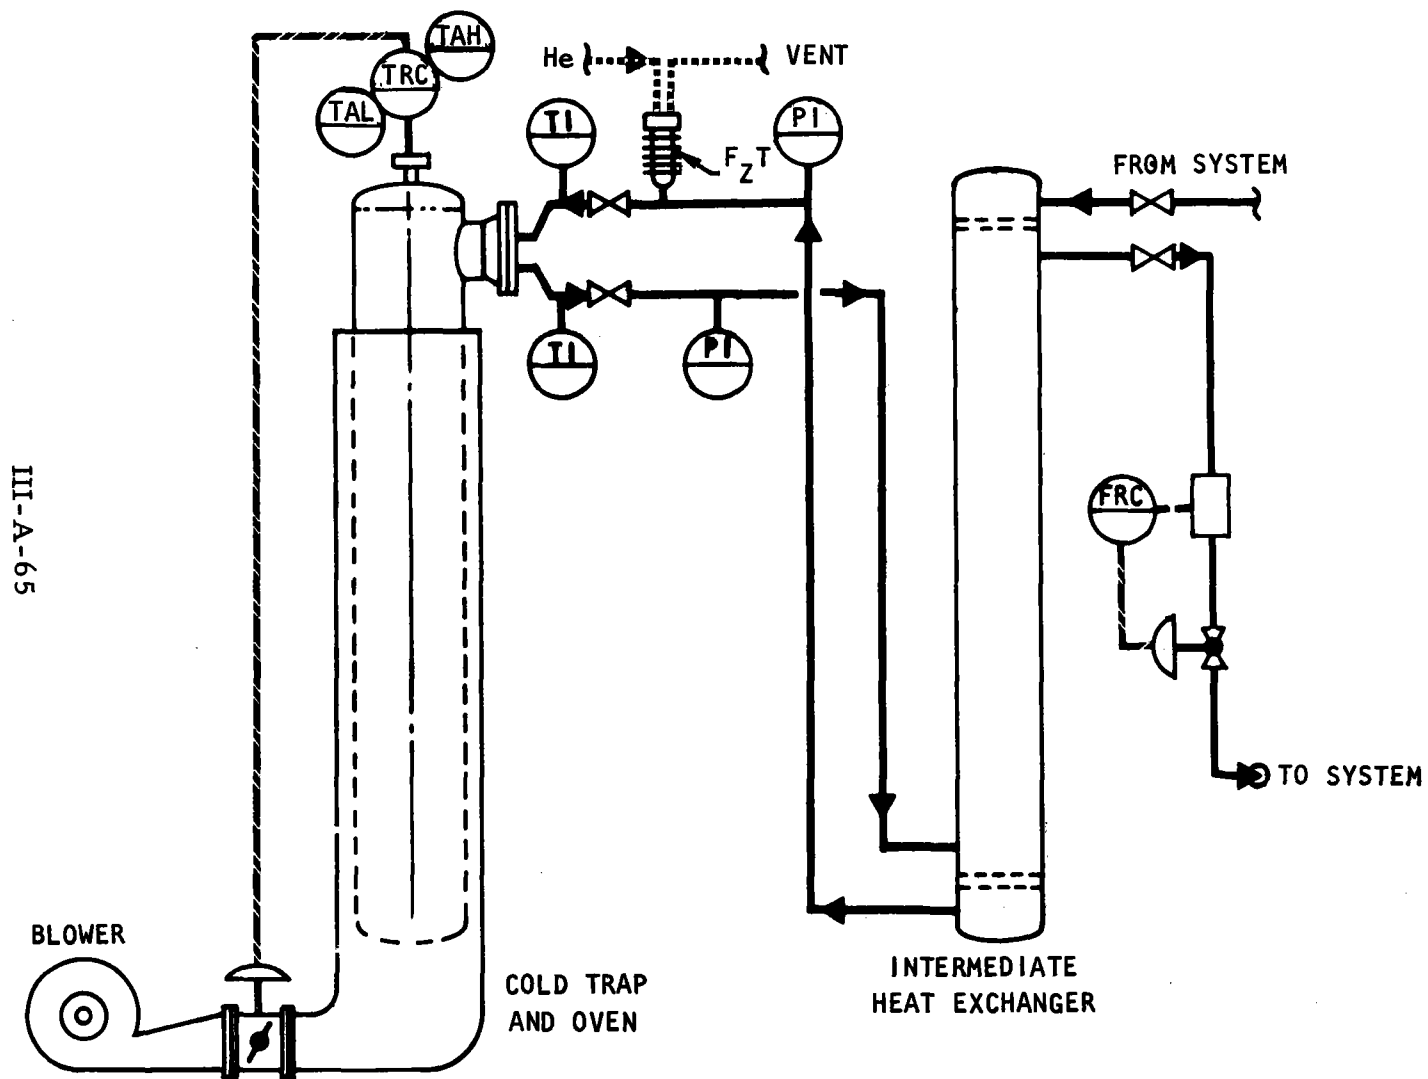 TAH
TRC
TAL
He
VENT
TI
FZT
PI
FROM SYSTEM
TI
PI
FRC
III-A-65
TO SYSTEM
BLOWER
COLD TRAP
AND OVEN
INTERMEDIATE
HEAT EXCHANGER